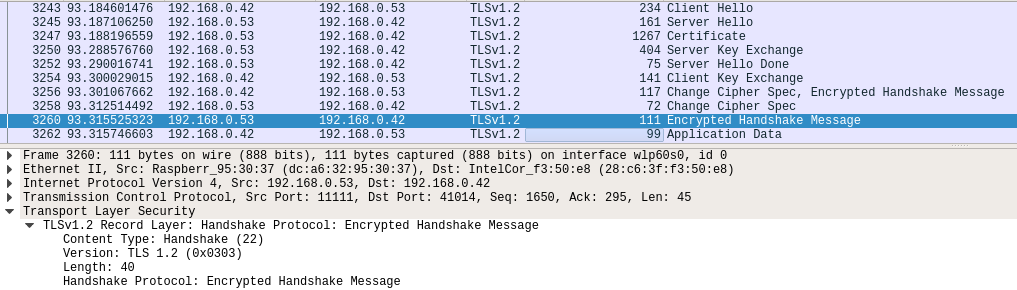 3243 93.184601476 192.168.0.42 192.168.0.53 TLSv1.2 234 Client Hello
3245 93.187106250 192.168.0.53 192.168.0.42 TLSv1.2 161 Server Hello
3247 93.188196559 192.168.0.53 192.168.0.42 TLSv1.2 1267 Certificate
3250 93.288576760 192.168.0.53 192.168.0.42 TLSv1.2 404 Server Key Exchange
3252 93.290016741 192.168.0.53 192.168.0.42 TLSv1.2 75 Server Hello Done
3254 93.300029015 192.168.0.42 192.168.0.53 TLSv1.2 141 Client Key Exchange
3256 93.301067662 192.168.0.42 192.168.0.53 TLSv1.2 117 Change Cipher Spec, Encrypted Handshake Message
3258 93.312514492 192.168.0.53 192.168.0.42 TLSv1.2 72 Change Cipher Spec
3260 93.315525323 192.168.0.53 192.168.0.42 TLSv1.2 111 Encrypted Handshake Message
3262 93.315746603 192.168.0.42 192.168.0.53 TLSv1.2 99 Application Data
Frame 3260: 111 bytes on wire (888 bits), 111 bytes captured (888 bits) on interface wlp60s0, id 0
Ethernet II, Src: Raspberr_95:30:37 (dc:a6:32:95:30:37), Dst: IntelCor_f3:50:e8 (28:c6:3f:f3:50:e8)
Internet Protocol Version 4, Src: 192.168.0.53, Dst: 192.168.0.42
Transmission Control Protocol, Src Port: 11111, Dst Port: 41014, Seq: 1650, Ack: 295, Len: 45
Transport Layer Security
TLSv1.2 Record Layer: Handshake Protocol: Encrypted Handshake Message
Content Type: Handshake (22)
Version: TLS 1.2 (0x0303)
Length: 40
Handshake Protocol: Encrypted Handshake Message